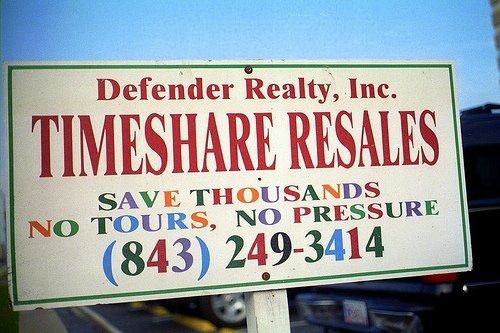 Defender Realty, Inc.
TIMESHARE RESALES
SAVE THOUSANDS
NO TOURS, NO PRESSURE
(843) 249-3414